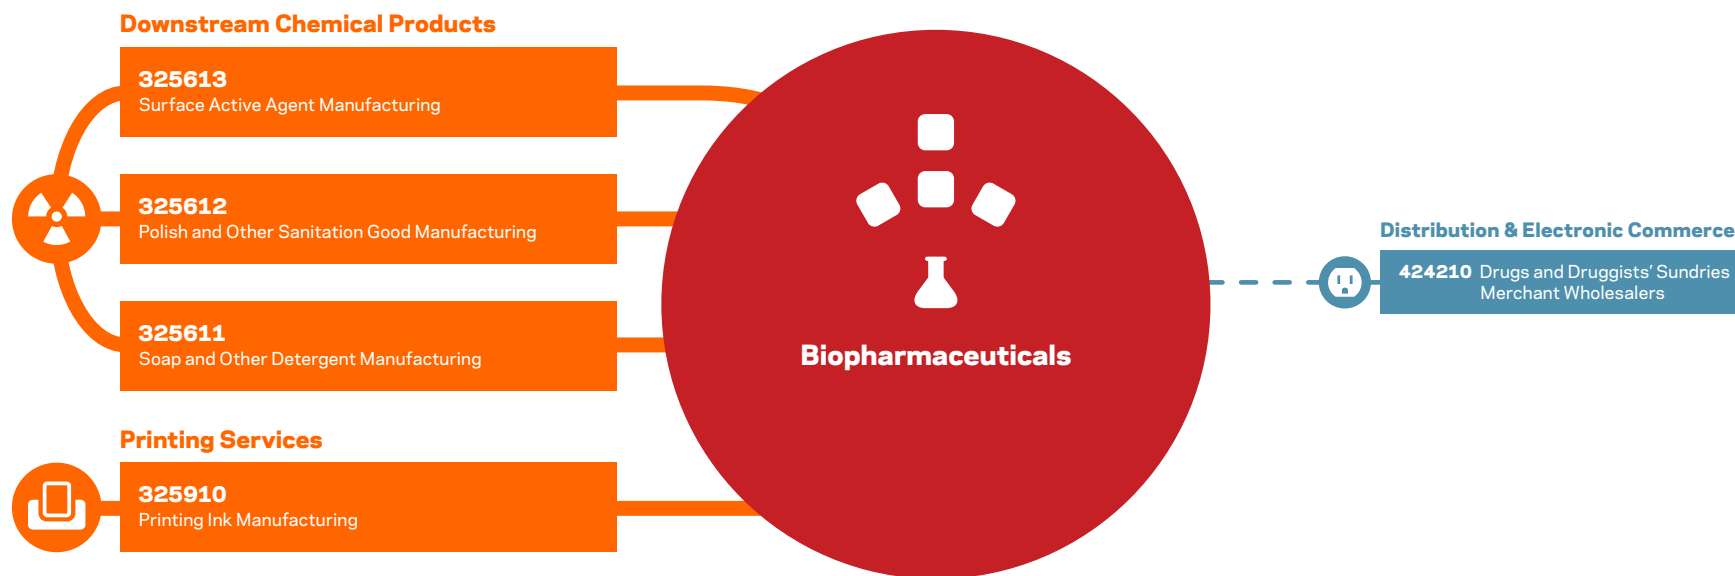 Downstream Chemical Products
325613
Surface Active Agent Manufacturing
325612
Polish and Other Sanitation Good Manufacturing
325611
Soap and Other Detergent Manufacturing
Printing Services
325910
Printing Ink Manufacturing
Biopharmaceuticals
Distribution & Electronic Commerce
424210 Drugs and Druggists' Sundries
Merchant Wholesalers